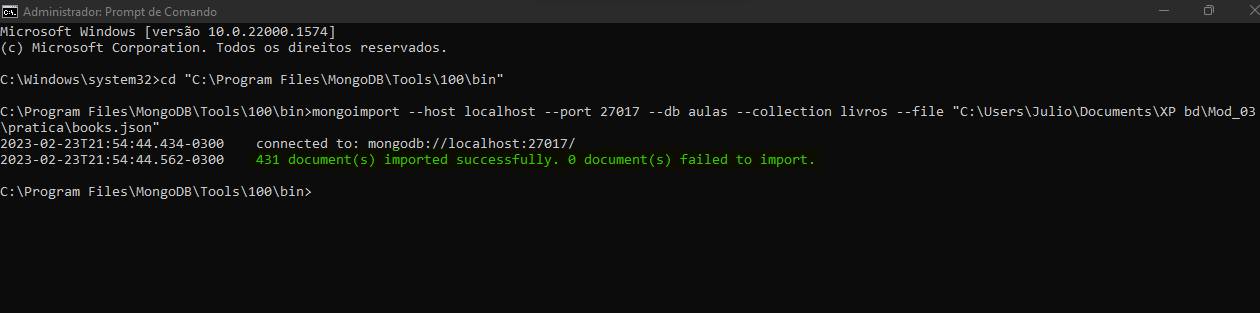 Administrador: Prompt de Comando
Microsoft Windows [versão 10.0.22000.1574]
(c) Microsoft Corporation. Todos os direitos reservados.
C:\Windows\system32>cd "C:\Program Files\MongoDB\Tools\100\bin"
C:\Program Files\MongoDB\Tools\100\bin>mongoimport --host localhost --port 27017 --db aulas --collection livros --file "C:\Users\Julio\Documents\XP bd\Mod_03
\pratica\books.json"
2023-02-23T21:54:44.434-0300    connected to: mongodb://localhost:27017/
2023-02-23T21:54:44.562-0300    431 document(s) imported successfully. 0 document(s) failed to import.
C:\Program Files\MongoDB\Tools\100\bin>